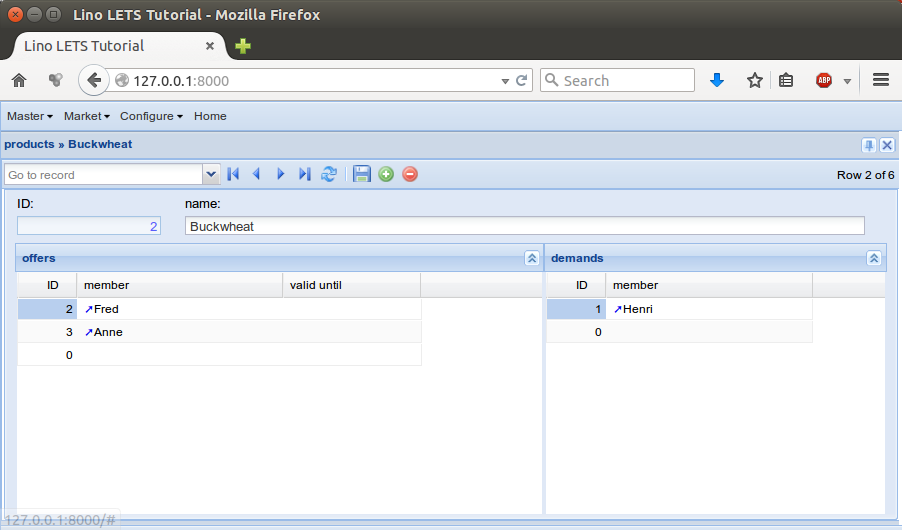 Lino LETS Tutorial - Mozilla Firefox
Lino LETS Tutorial
127.0.0.1:8000 Search ABP
Master Market Configure Home
products » Buckwheat
Go to record Row 2 of 6
ID: name:
2 Buckwheat
offers demands
ID member valid until ID member
2 Fred 1 Henri
3 Anne 0
0
127.0.0.1:8000/#